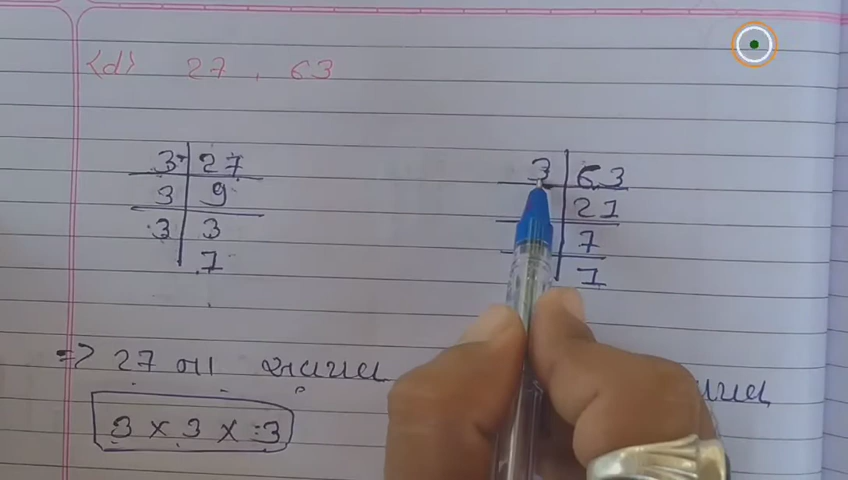 (d) 27 , 63
3 27
3 9
3 3
1
3 63
21
7
1
=> 27 ના અવયવ
3 × 3 × 3